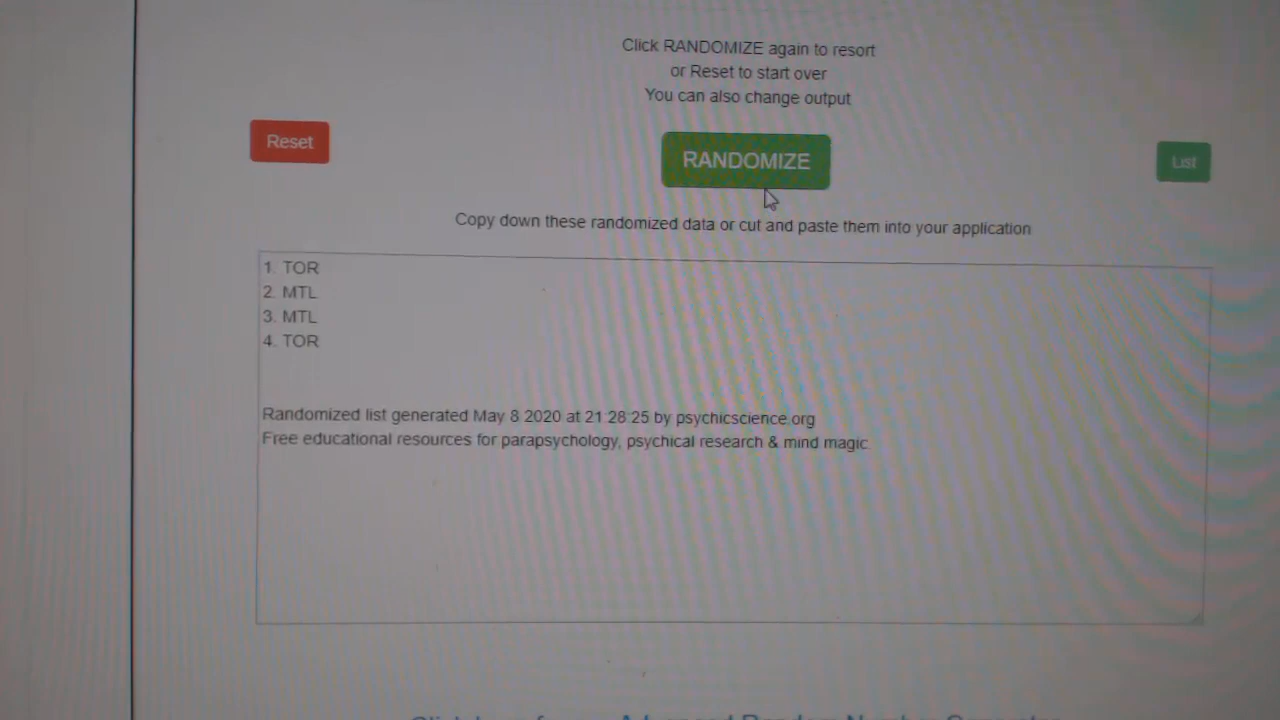 Click RANDOMIZE again to resort
or Reset to start over
You can also change output
Reset
RANDOMIZE
List
Copy down these randomized data or cut and paste them into your application
1. TOR
2. MTL
3. MTL
4. TOR
Randomized list generated May 8 2020 at 21:28:25 by psychicscience.org
Free educational resources for parapsychology, psychical research & mind magic.